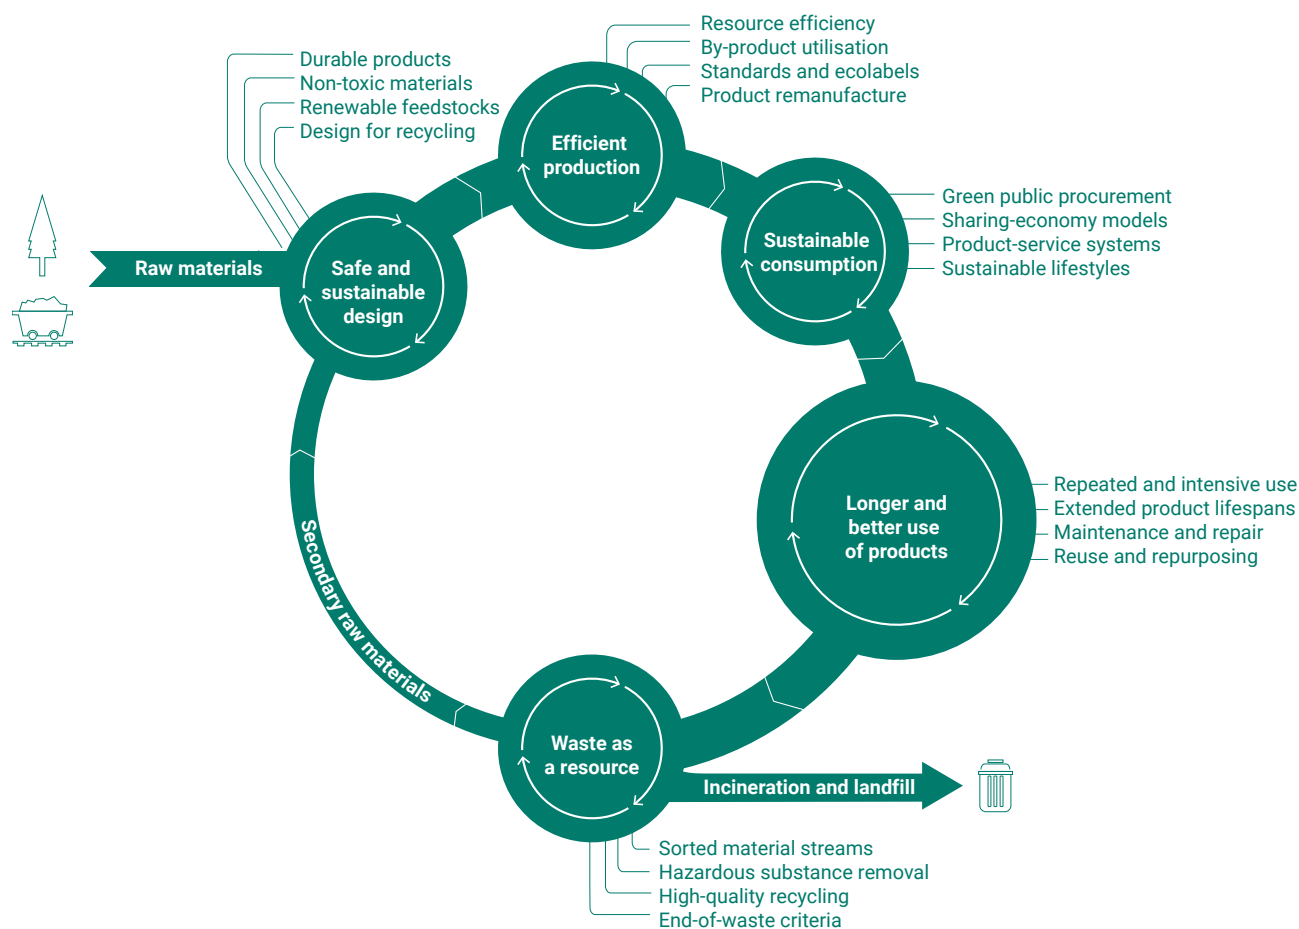 Resource efficiency
By-product utilisation
Standards and ecolabels
Product remanufacture
Durable products
Non-toxic materials
Renewable feedstocks
Design for recycling
Efficient
production
Green public procurement
Sharing-economy models
Product-service systems
Sustainable lifestyles
Sustainable
consumption
Raw materials
Safe and
sustainable
design
Repeated and intensive use
Extended product lifespans
Maintenance and repair
Reuse and repurposing
Longer and
better use
of products
Secondary raw materials
Waste as
a resource
Incineration and landfill
Sorted material streams
Hazardous substance removal
High-quality recycling
End-of-waste criteria